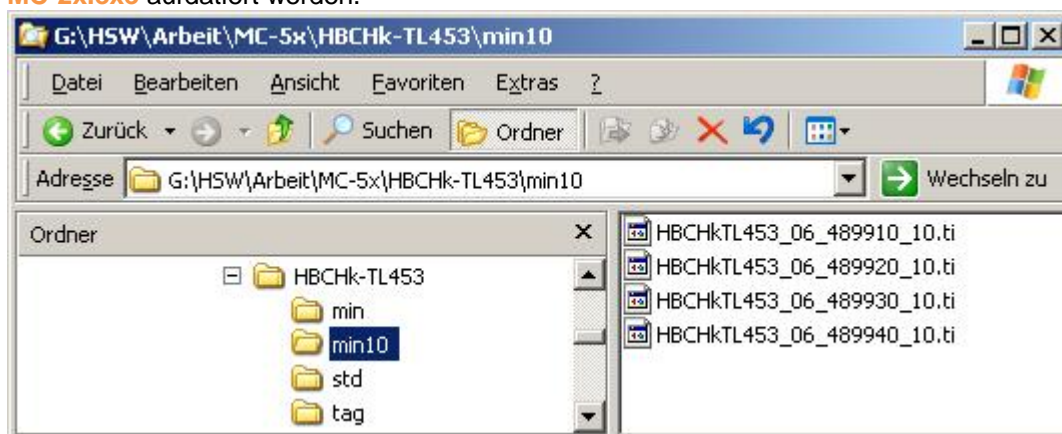 G:\HSW\Arbeit\MC-5x\HBCHk-TL453\min10
Datei Bearbeiten Ansicht Favoriten Extras ?
Zurück Suchen Ordner
Adresse G:\HSW\Arbeit\MC-5x\HBCHk-TL453\min10 Wechseln zu
Ordner
HBCHk-TL453
min
min10
std
tag
HBCHkTL453_06_489910_10.ti
HBCHkTL453_06_489920_10.ti
HBCHkTL453_06_489930_10.ti
HBCHkTL453_06_489940_10.ti